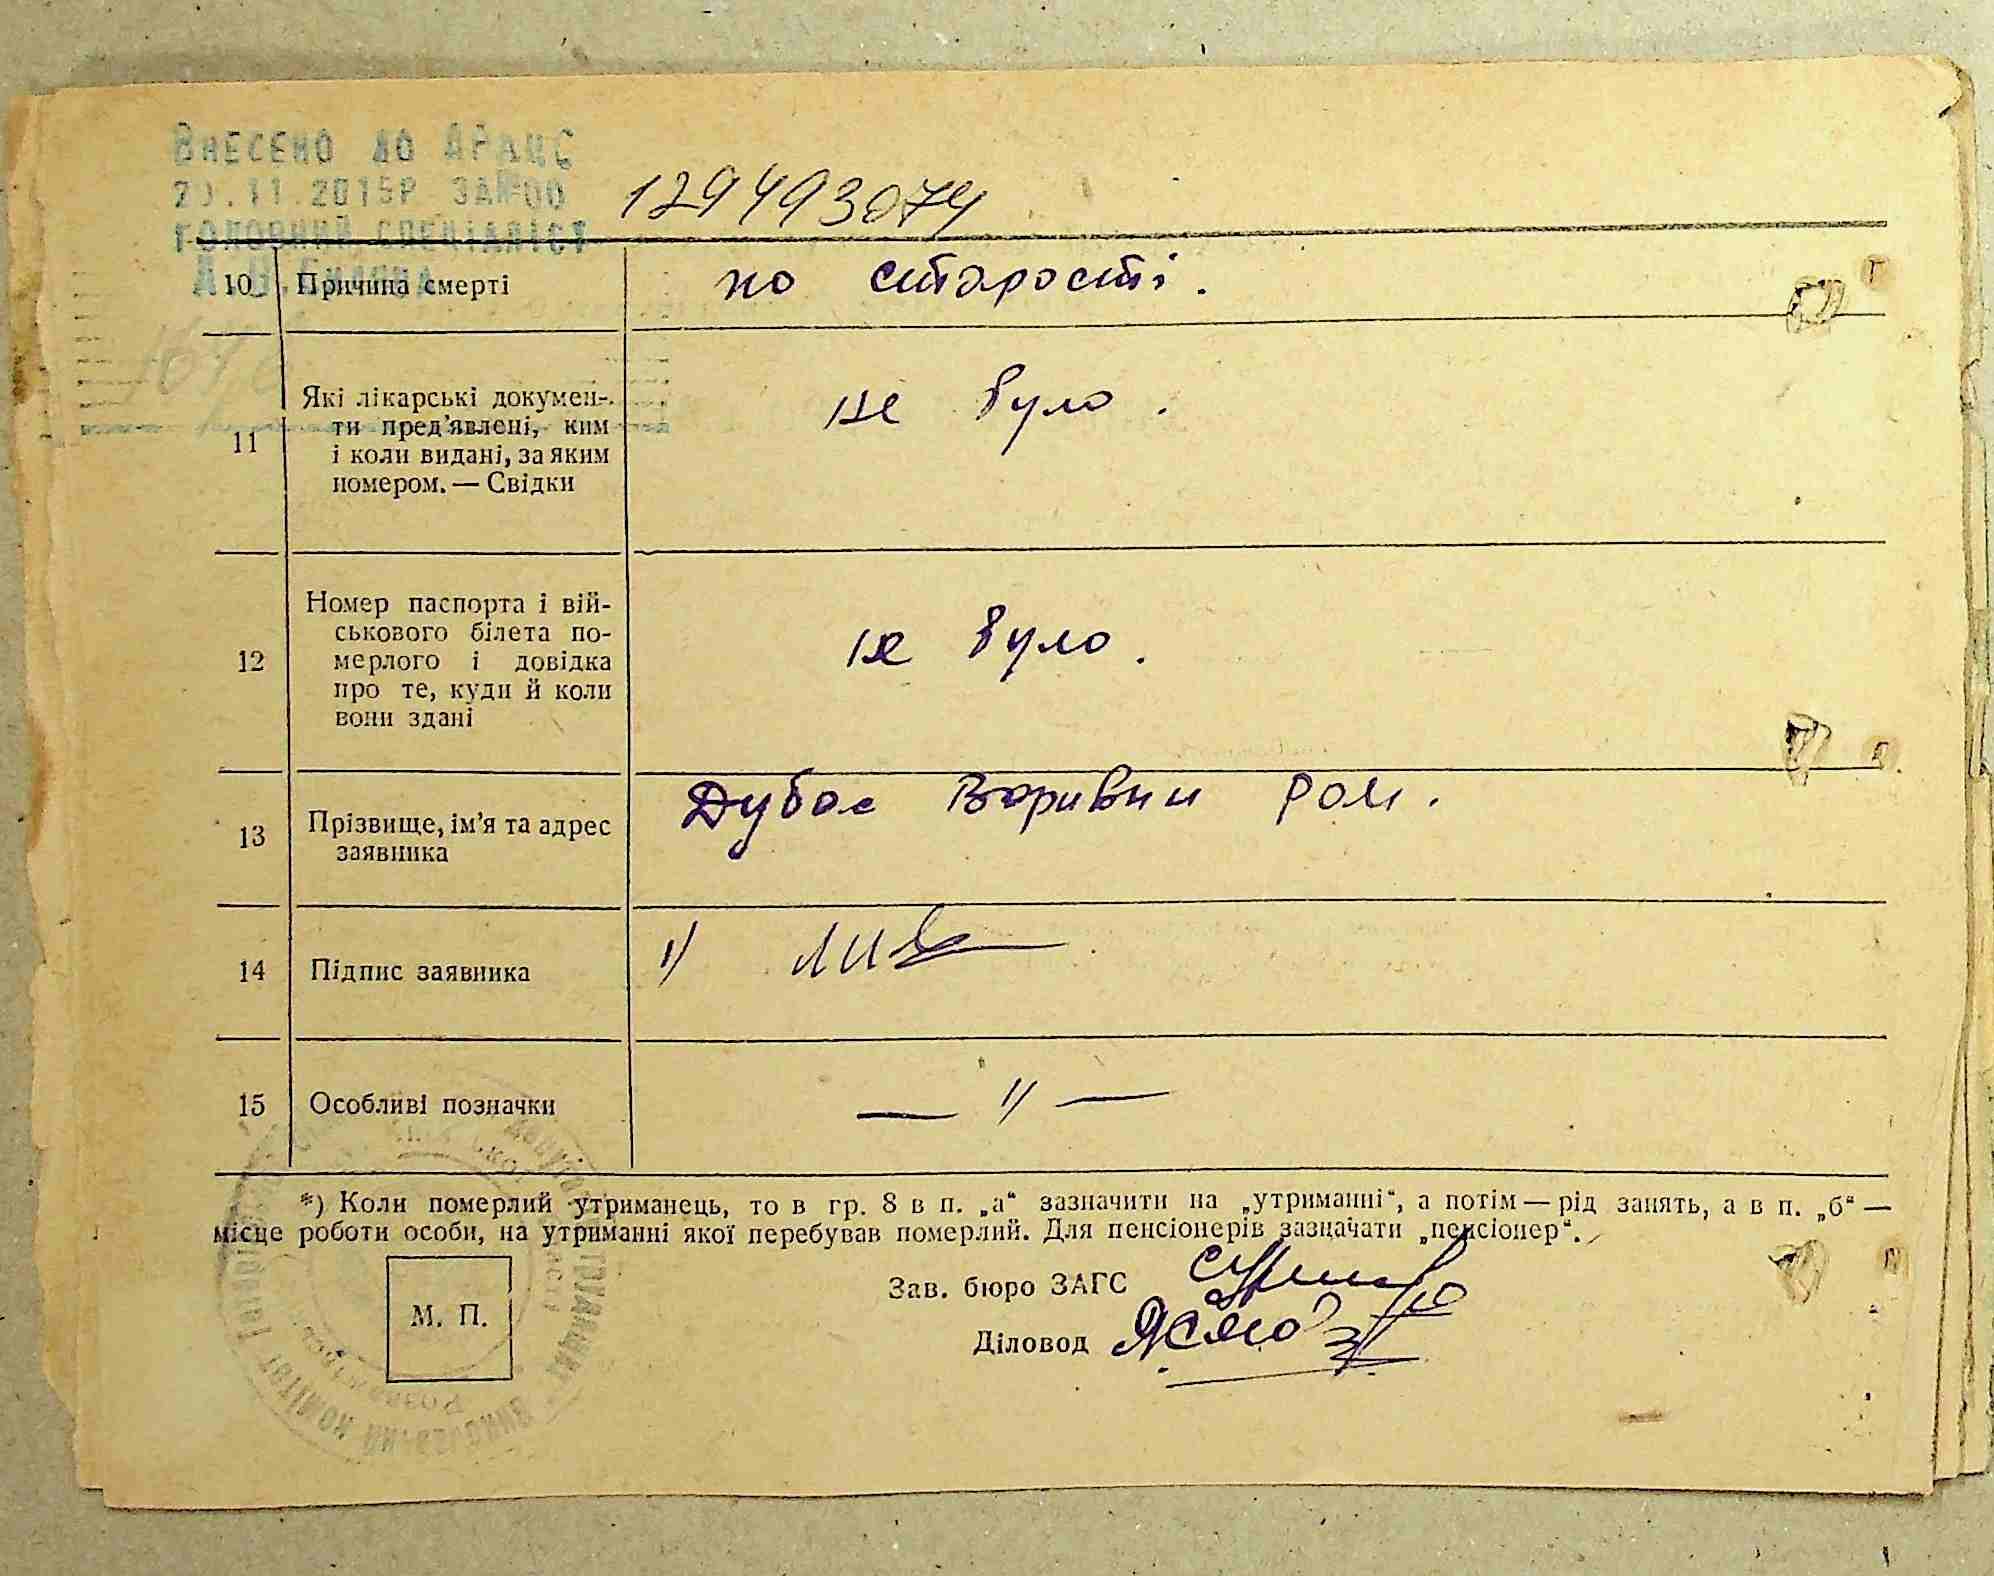 ВНЕСЕНО ДО ДРАЦС
.11.2015Р ЗА№00
129493074
ГОЛОВНИЙ СПЕЦІАЛІСТ
10 Причина смерті по старості.
Які лікарські докумен-
ти пред'явлені, ким
11 і коли видані, за яким
номером. — Свідки
не було.
Номер паспорта і вій-
ськового білета по-
12 мерлого і довідка
про те, куди й коли
вони здані
не було.
13 Прізвище, ім'я та адрес
заявника
Дубас Ром.
14 Підпис заявника
15 Особливі позначки — 〃 —
*) Коли померлий утриманець, то в гр. 8 в п. „а“ зазначити на „утриманні“, а потім — рід занять, а в п. „б“ —
місце роботи особи, на утриманні якої перебував померлий. Для пенсіонерів зазначати „пенсіонер“.
Зав. бюро ЗАГС
М. П.
Діловод